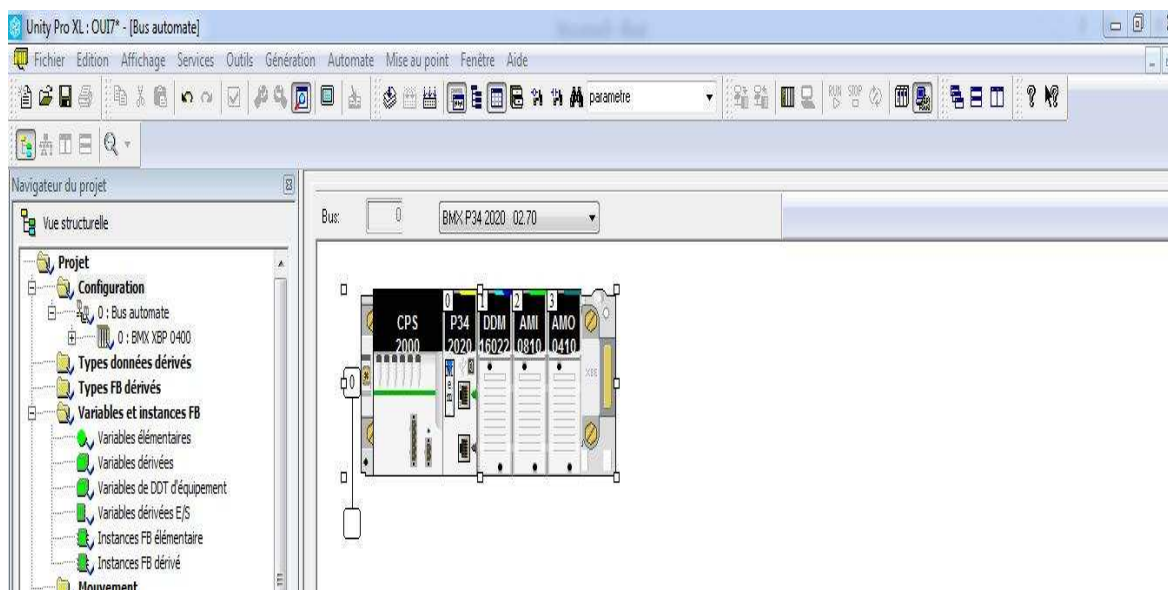 Unity Pro XL : OUI7* - [Bus automate]
Fichier Edition Affichage Services Outils Génération Automate Mise au point Fenêtre Aide
parametre
RUN STOP
Navigateur du projet
Vue structurelle
Projet
Configuration
0 : Bus automate
0 : BMX XBP 0400
Types données dérivés
Types FB dérivés
Variables et instances FB
Variables élémentaires
Variables dérivées
Variables de DDT d'équipement
Variables dérivées E/S
Instances FB élémentaire
Instances FB dérivé
Mouvement
Bus: 0 BMX P34 2020 02.70
0 1 2 3
CPS P34 DDM AMI AMO
2000 2020 16022 0810 0410
0